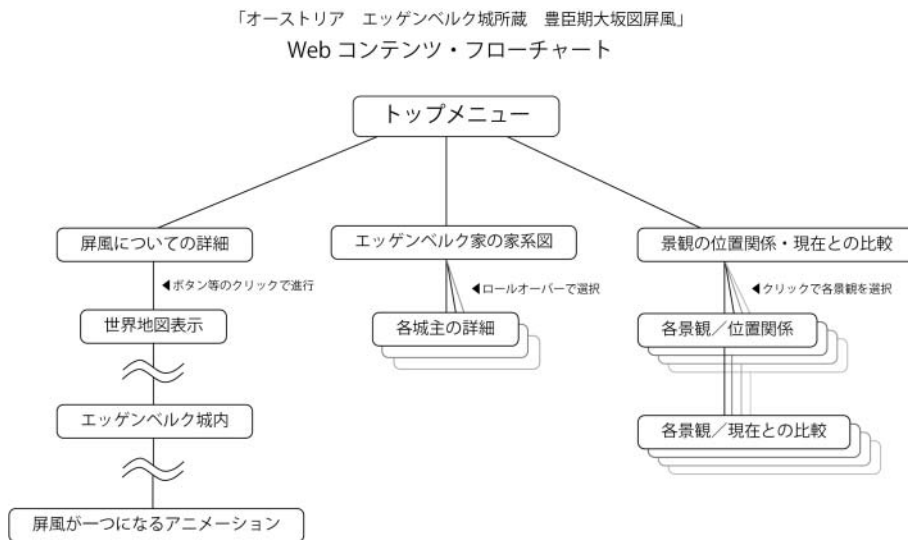 「オーストリア　エッゲンベルク城所蔵　豊臣期大坂図屏風」
Web コンテンツ・フローチャート
トップメニュー
屏風についての詳細
エッゲンベルク家の家系図
景観の位置関係・現在との比較
◀ボタン等のクリックで進行
◀ロールオーバーで選択
◀クリックで各景観を選択
世界地図表示
各城主の詳細
各景観／位置関係
エッゲンベルク城内
各景観／現在との比較
屏風が一つになるアニメーション